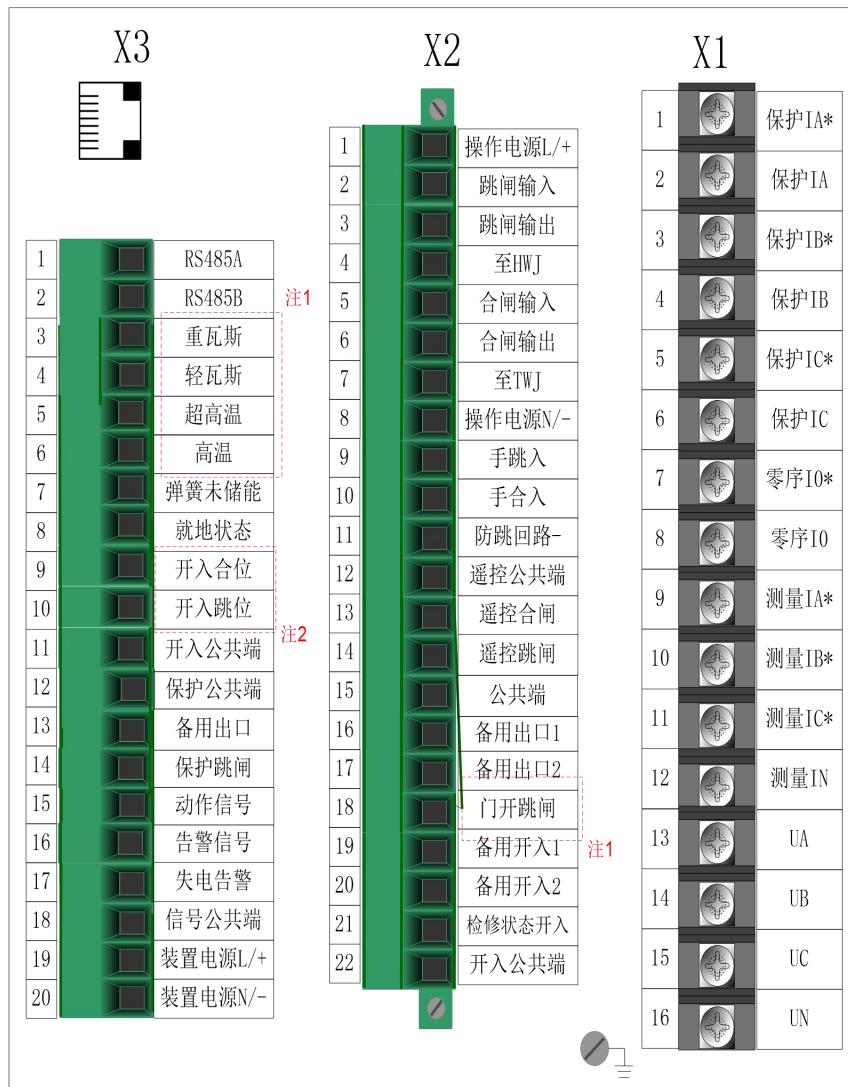 X3
1 RS485A
2 RS485B
注1
3 重瓦斯
4 轻瓦斯
5 超高温
6 高温
7 弹簧未储能
8 就地状态
9 开入合位
10 开入跳位
注2
11 开入公共端
12 保护公共端
13 备用出口
14 保护跳闸
15 动作信号
16 告警信号
17 失电告警
18 信号公共端
19 装置电源L/+
20 装置电源N/-
X2
1 操作电源L/+
2 跳闸输入
3 跳闸输出
4 至HWJ
5 合闸输入
6 合闸输出
7 至TWJ
8 操作电源N/-
9 手跳入
10 手合入
11 防跳回路-
12 遥控公共端
13 遥控合闸
14 遥控跳闸
15 公共端
16 备用出口1
17 备用出口2
18 门开跳闸
注1
19 备用开入1
20 备用开入2
21 检修状态开入
22 开入公共端
X1
1 保护IA*
2 保护IA
3 保护IB*
4 保护IB
5 保护IC*
6 保护IC
7 零序I0*
8 零序I0
9 测量IA*
10 测量IB*
11 测量IC*
12 测量IN
13 UA
14 UB
15 UC
16 UN